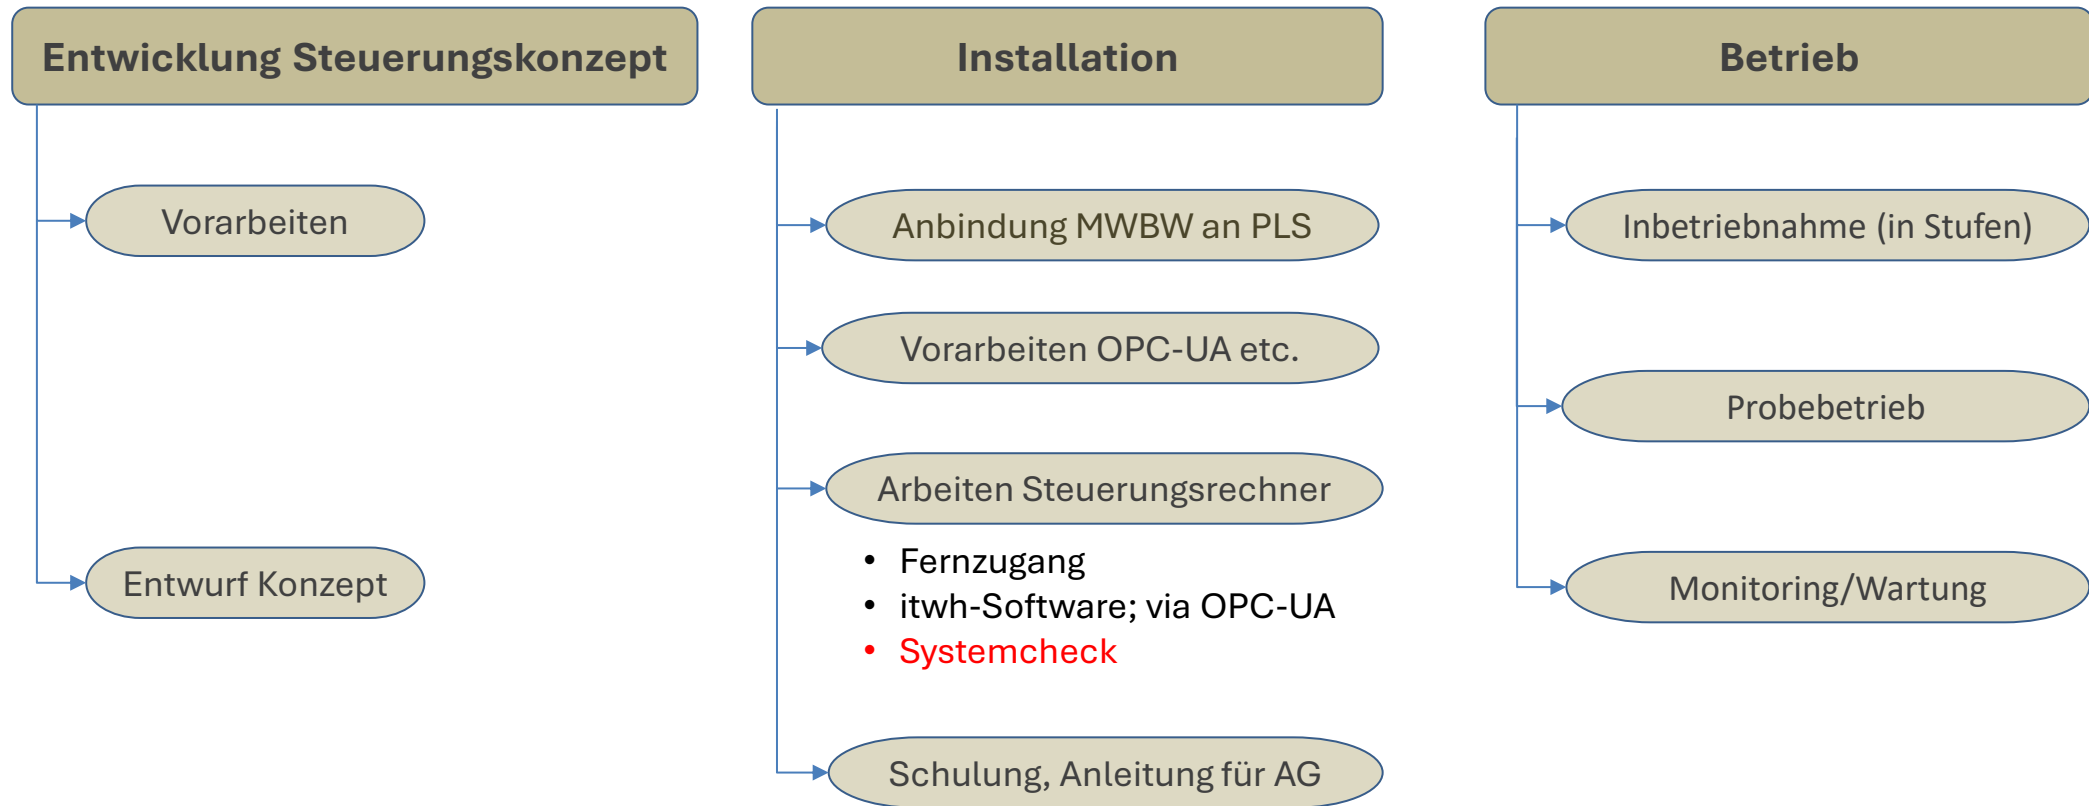 Entwicklung Steuerungskonzept
Vorarbeiten
Entwurf Konzept
Installation
Anbindung MWBW an PLS
Vorarbeiten OPC-UA etc.
Arbeiten Steuerungsrechner
• Fernzugang
• itwh-Software; via OPC-UA
• Systemcheck
Schulung, Anleitung für AG
Betrieb
Inbetriebnahme (in Stufen)
Probebetrieb
Monitoring/Wartung